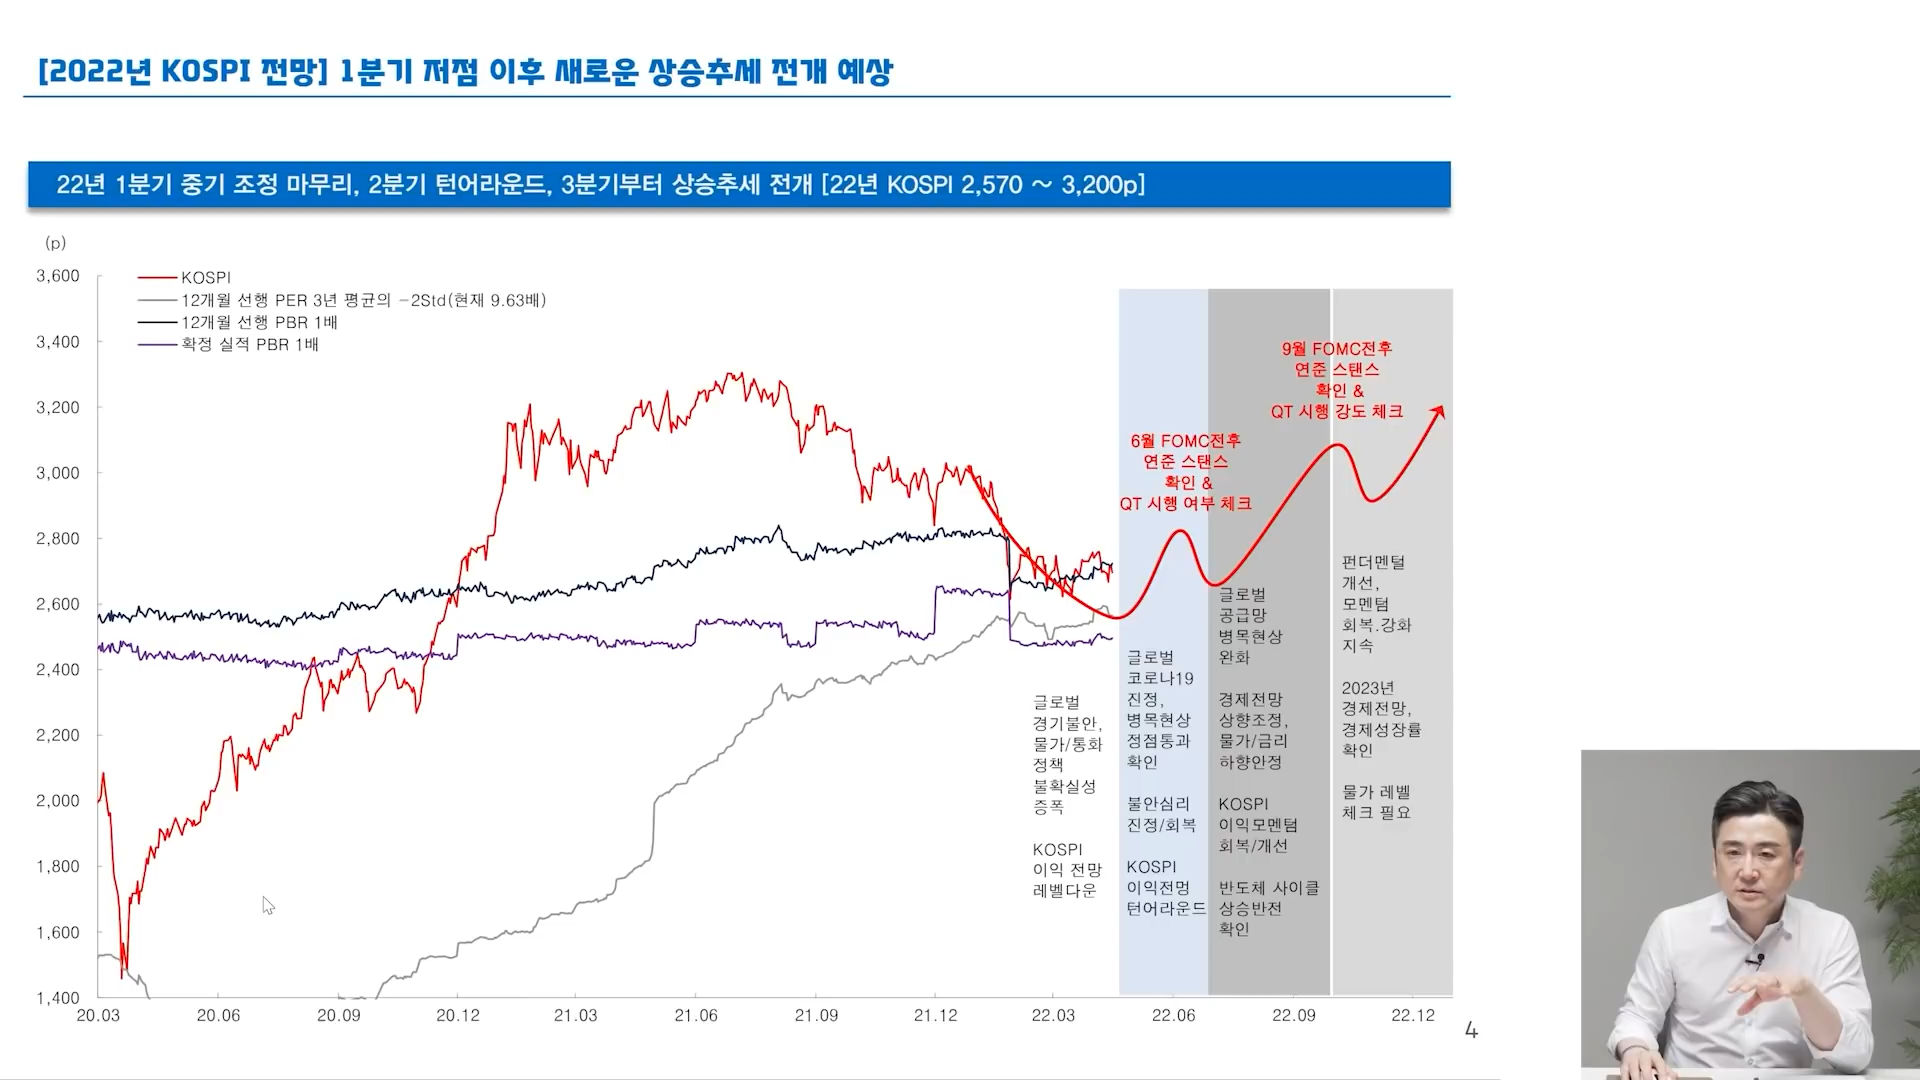 [2022년 KOSPI 전망] 1분기 저점 이후 새로운 상승추세 전개 예상
22년 1분기 중기 조정 마무리, 2분기 턴어라운드, 3분기부터 상승추세 전개 [22년 KOSPI 2,570 ~ 3,200p]
(p)
3,600
3,400
3,200
3,000
2,800
2,600
2,400
2,200
2,000
1,800
1,600
1,400
KOSPI
12개월 선행 PER 3년 평균의 -2Std(현재 9.63배)
12개월 선행 PBR 1배
확정 실적 PBR 1배
글로벌
경기불안,
물가/통화
정책
불확실성
증폭
KOSPI
이익 전망
레벨다운
6월 FOMC전후
연준 스탠스
확인 &
QT 시행 여부 체크
글로벌
코로나19
진정,
병목현상
정점통과
확인
불안심리
진정/회복
KOSPI
이익전멍
턴어라운드
글로벌
공급망
병목현상
완화
경제전망
상향조정,
물가/금리
하향안정
KOSPI
이익모멘텀
회복/개선
반도체 사이클
상승반전
확인
9월 FOMC전후
연준 스탠스
확인 &
QT 시행 강도 체크
펀더멘털
개선,
모멘텀
회복.강화
지속
2023년
경제전망,
경제성장률
확인
물가 레벨
체크 필요
20.03
20.06
20.09
20.12
21.03
21.06
21.09
21.12
22.03
22.06
22.09
22.12
4